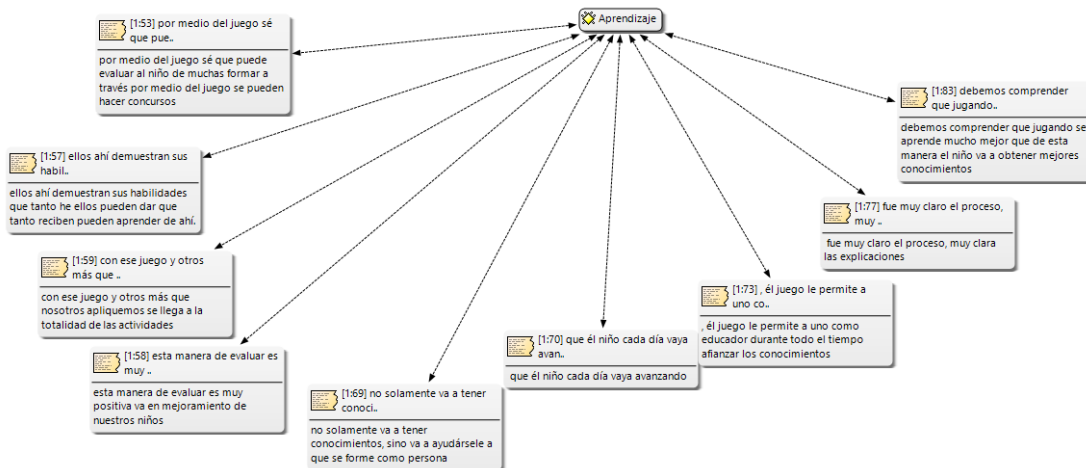 Aprendizaje
[1:53] por medio del juego sé
que pue..
por medio del juego sé que puede
evaluar al niño de muchas formar a
través por medio del juego se pueden
hacer concursos
[1:83] debemos comprender
que jugando..
debemos comprender que jugando se
aprende mucho mejor que de esta
manera el niño va a obtener mejores
conocimientos
[1:57] ellos ahí demuestran sus
habil..
ellos ahí demuestran sus habilidades
que tanto he ellos pueden dar que
tanto reciben pueden aprender de ahí.
[1:77] fue muy claro el proceso,
muy ..
fue muy claro el proceso, muy clara
las explicaciones
[1:59] con ese juego y otros
más que ..
con ese juego y otros más que
nosotros apliquemos se llega a la
totalidad de las actividades
[1:73] , él juego le permite a
uno co..
, él juego le permite a uno como
educador durante todo el tiempo
afianzar los conocimientos
[1:58] esta manera de evaluar es
muy ..
esta manera de evaluar es muy
positiva va en mejoramiento de
nuestros niños
[1:70] que él niño cada día vaya
avan..
que él niño cada día vaya avanzando
[1:69] no solamente va a tener
conoci..
no solamente va a tener
conocimientos, sino va a ayudársele a
que se forme como persona